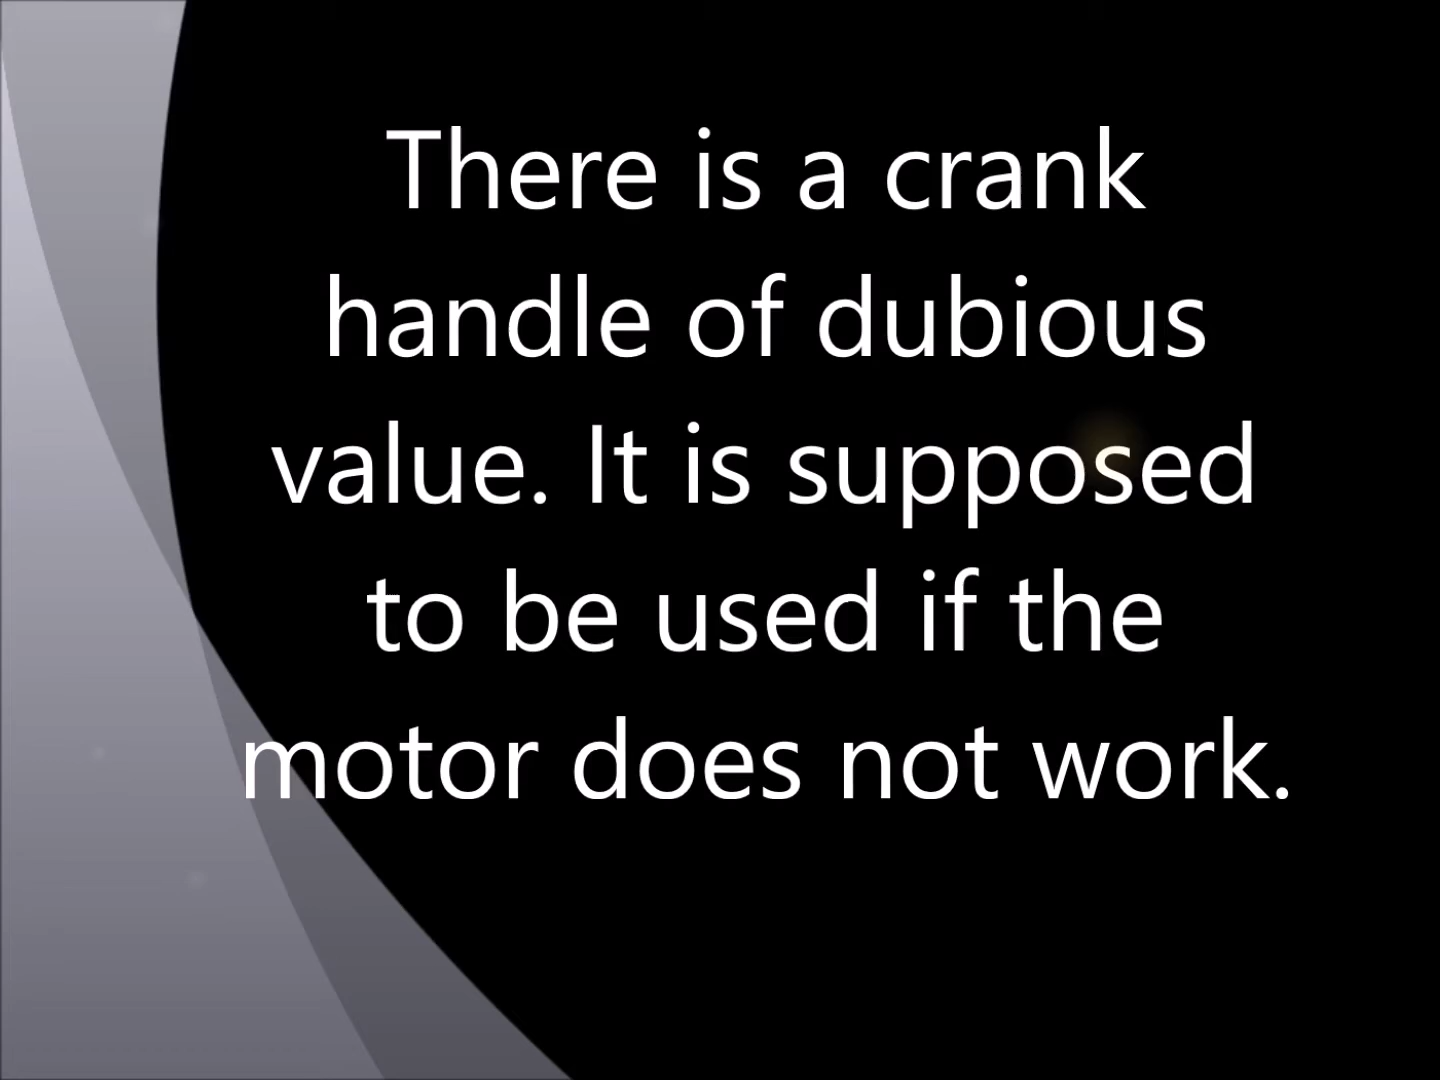 There is a crank
handle of dubious
value. It is supposed
to be used if the
motor does not work.